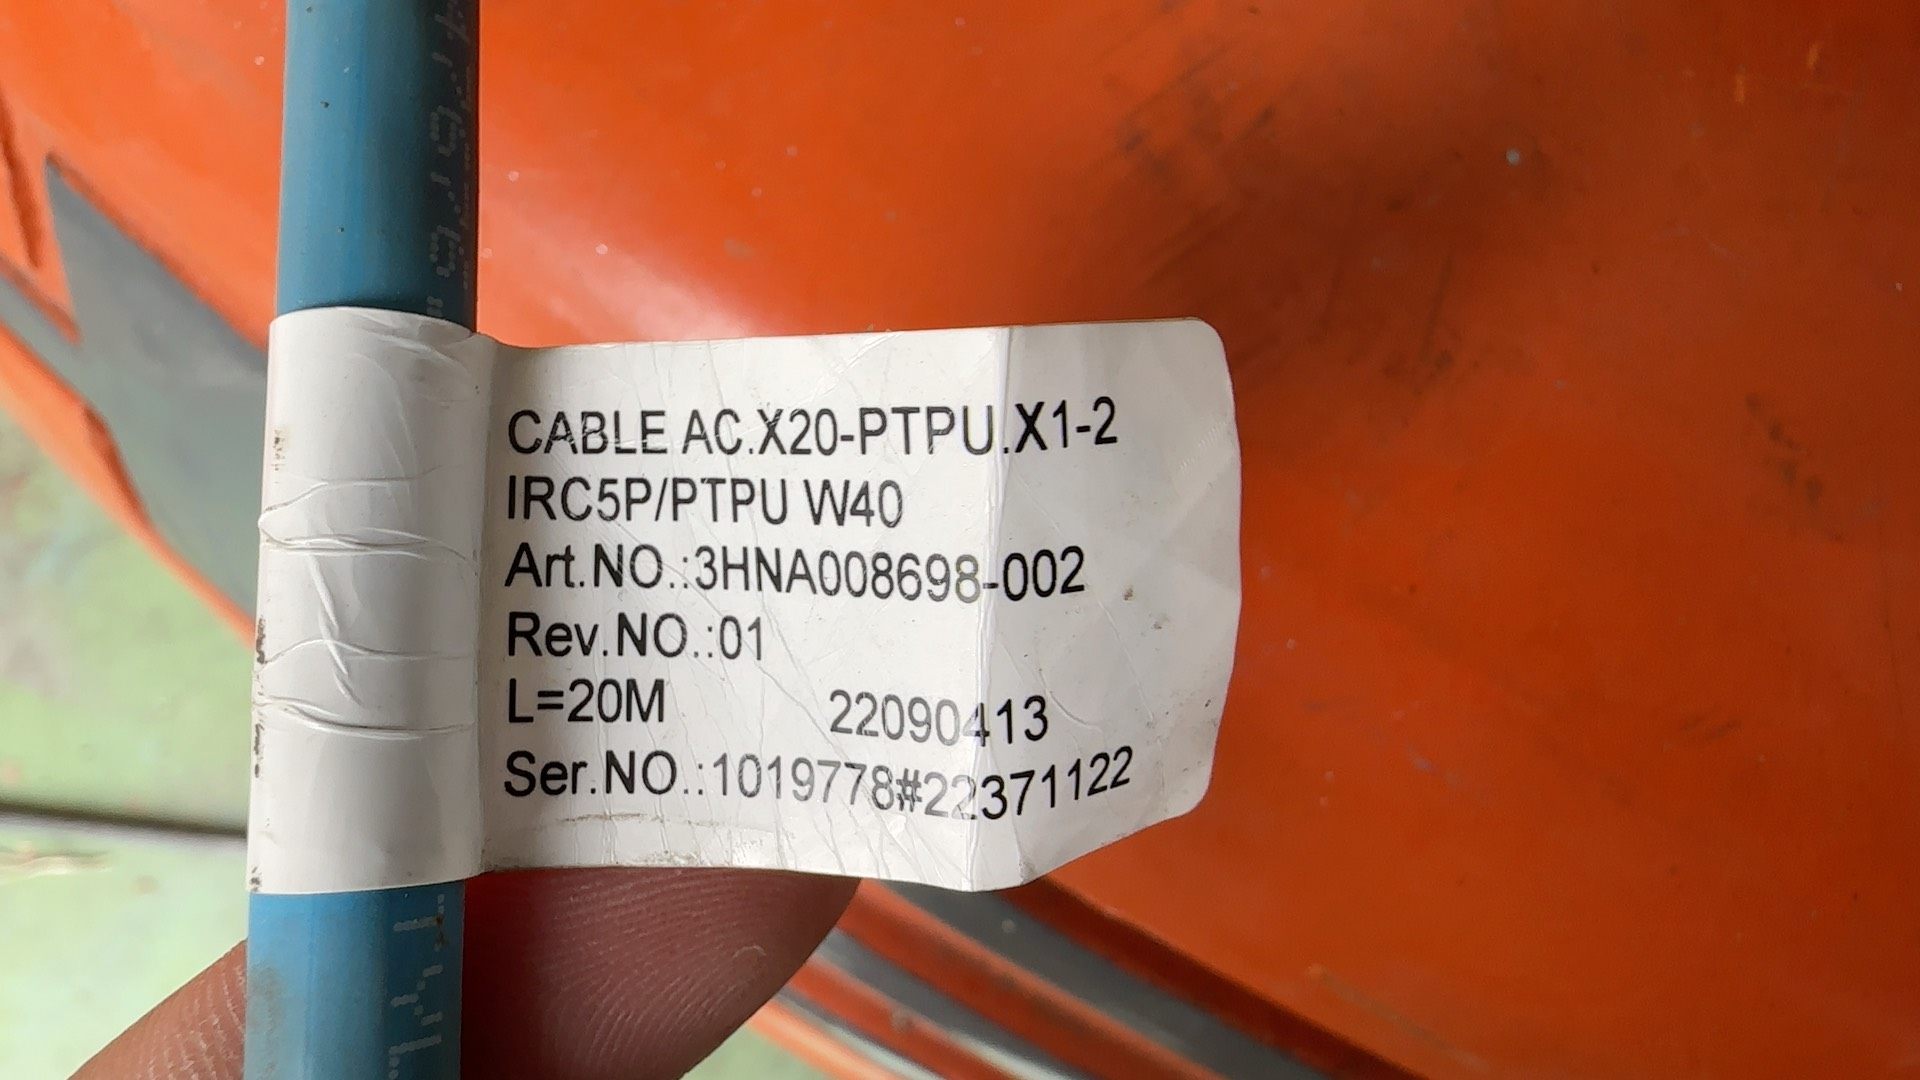 CABLE AC.X20-PTPU.X1-2
IRC5P/PTPU W40
Art.NO.:3HNA008698-002
Rev.NO.:01
L=20M 22090413
Ser.NO.:1019778#22371122